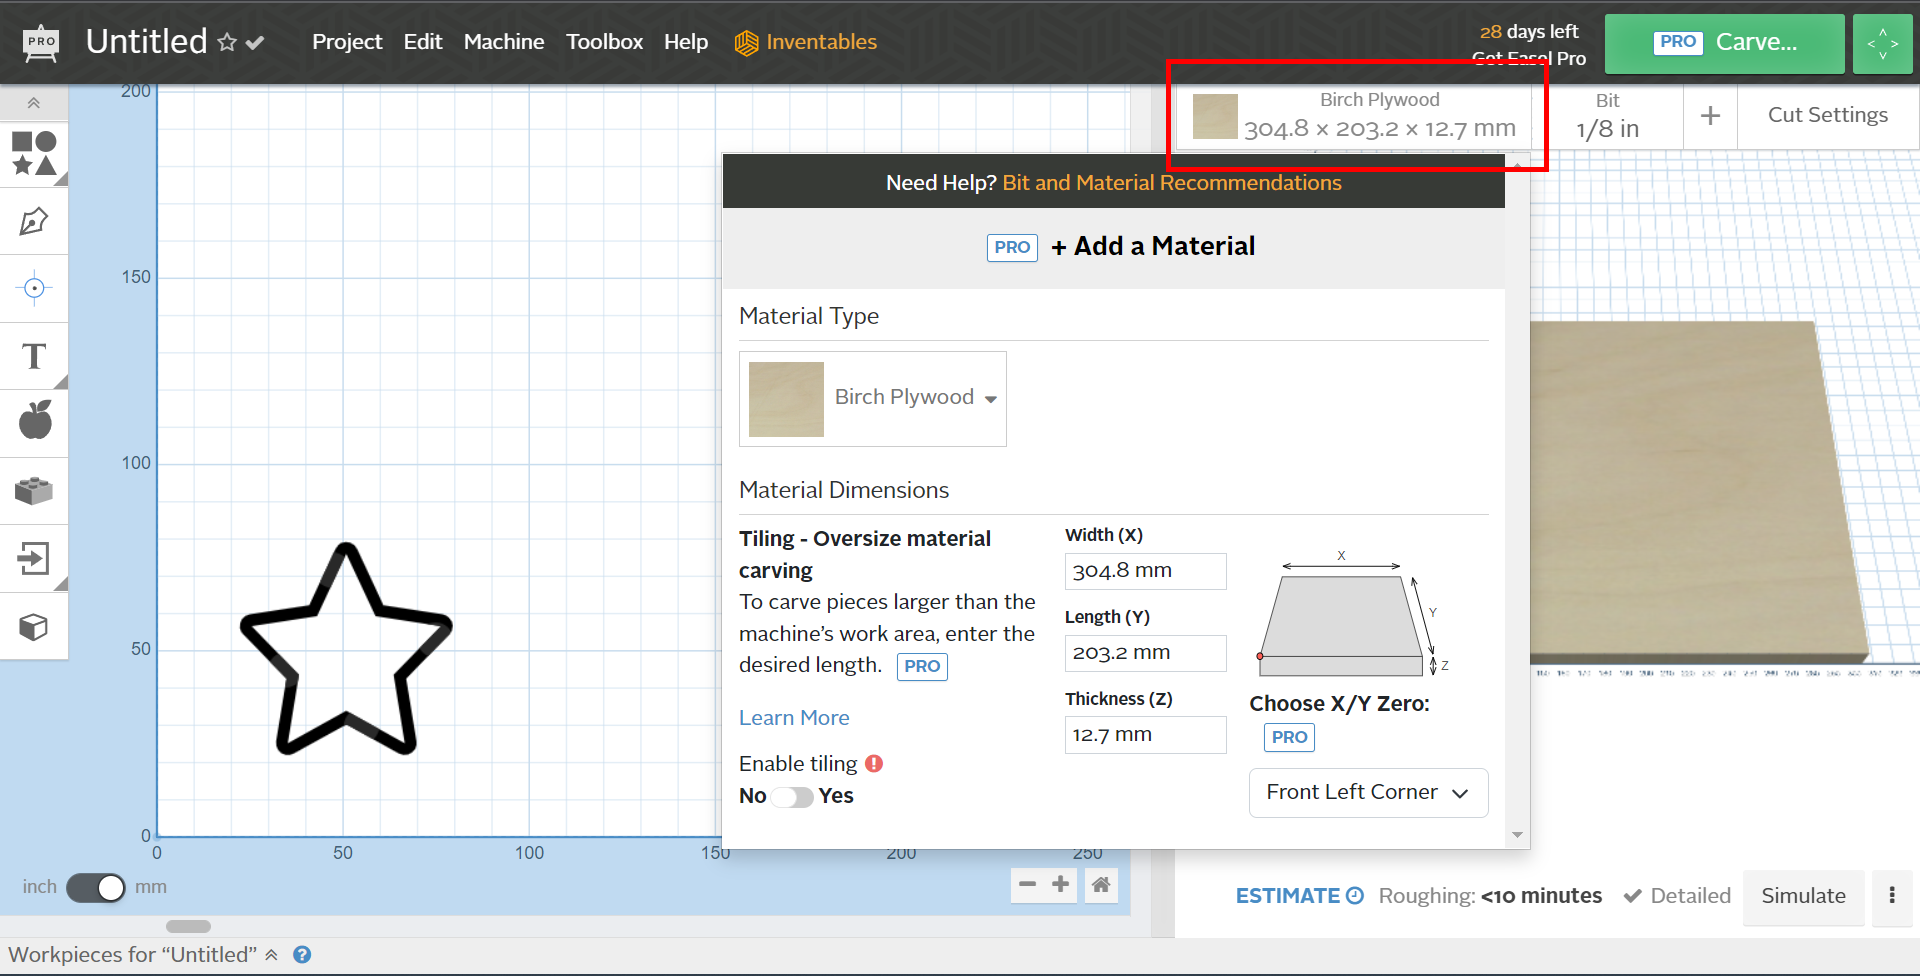 PRO
Untitled
Project Edit Machine Toolbox Help Inventables
28 days left
Get Easel Pro
PRO Carve...
Birch Plywood
304.8 × 203.2 × 12.7 mm
Bit
1/8 in
+
Cut Settings
Need Help? Bit and Material Recommendations
PRO + Add a Material
Material Type
Birch Plywood
Material Dimensions
Tiling - Oversize material
carving
To carve pieces larger than the
machine’s work area, enter the
desired length. PRO
Learn More
Enable tiling
No Yes
Width (X)
304.8 mm
Length (Y)
203.2 mm
Thickness (Z)
12.7 mm
X
Y
Z
Choose X/Y Zero:
PRO
Front Left Corner
T
200
150
100
50
0
0 50 100 150 200 250
inch mm
ESTIMATE Roughing: <10 minutes Detailed Simulate
Workpieces for “Untitled” ?